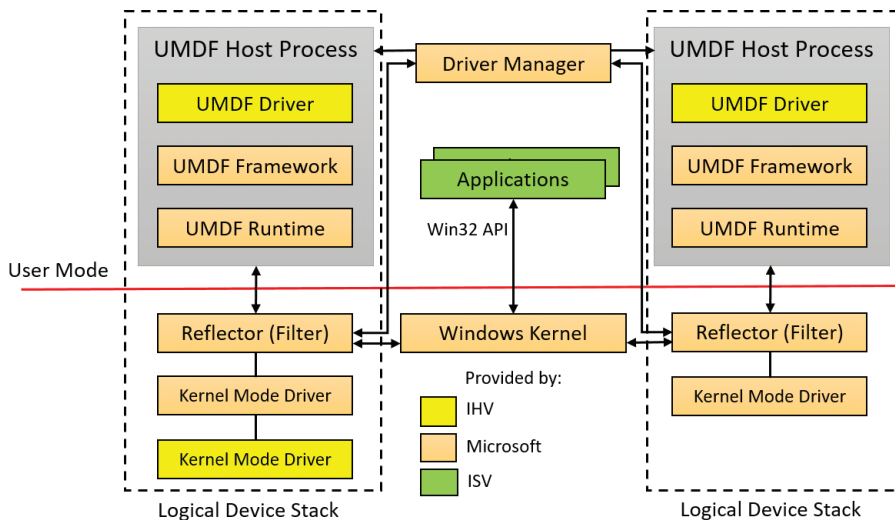 UMDF Host Process
UMDF Driver
UMDF Framework
UMDF Runtime
Driver Manager
Applications
Win32 API
UMDF Host Process
UMDF Driver
UMDF Framework
UMDF Runtime
User Mode
Reflector (Filter)
Kernel Mode Driver
Kernel Mode Driver
Logical Device Stack
Windows Kernel
Provided by:
IHV
Microsoft
ISV
Reflector (Filter)
Kernel Mode Driver
Logical Device Stack